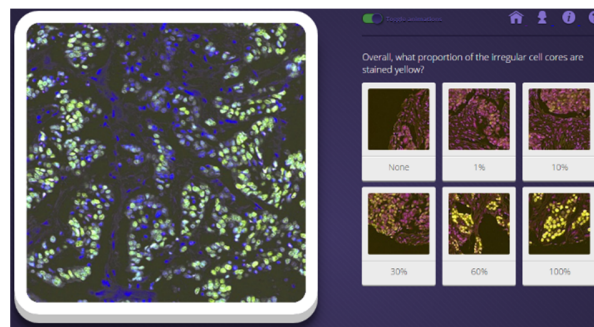 Overall, what proportion of the irregular cell cores are
stained yellow?
None
1%
10%
30%
60%
100%